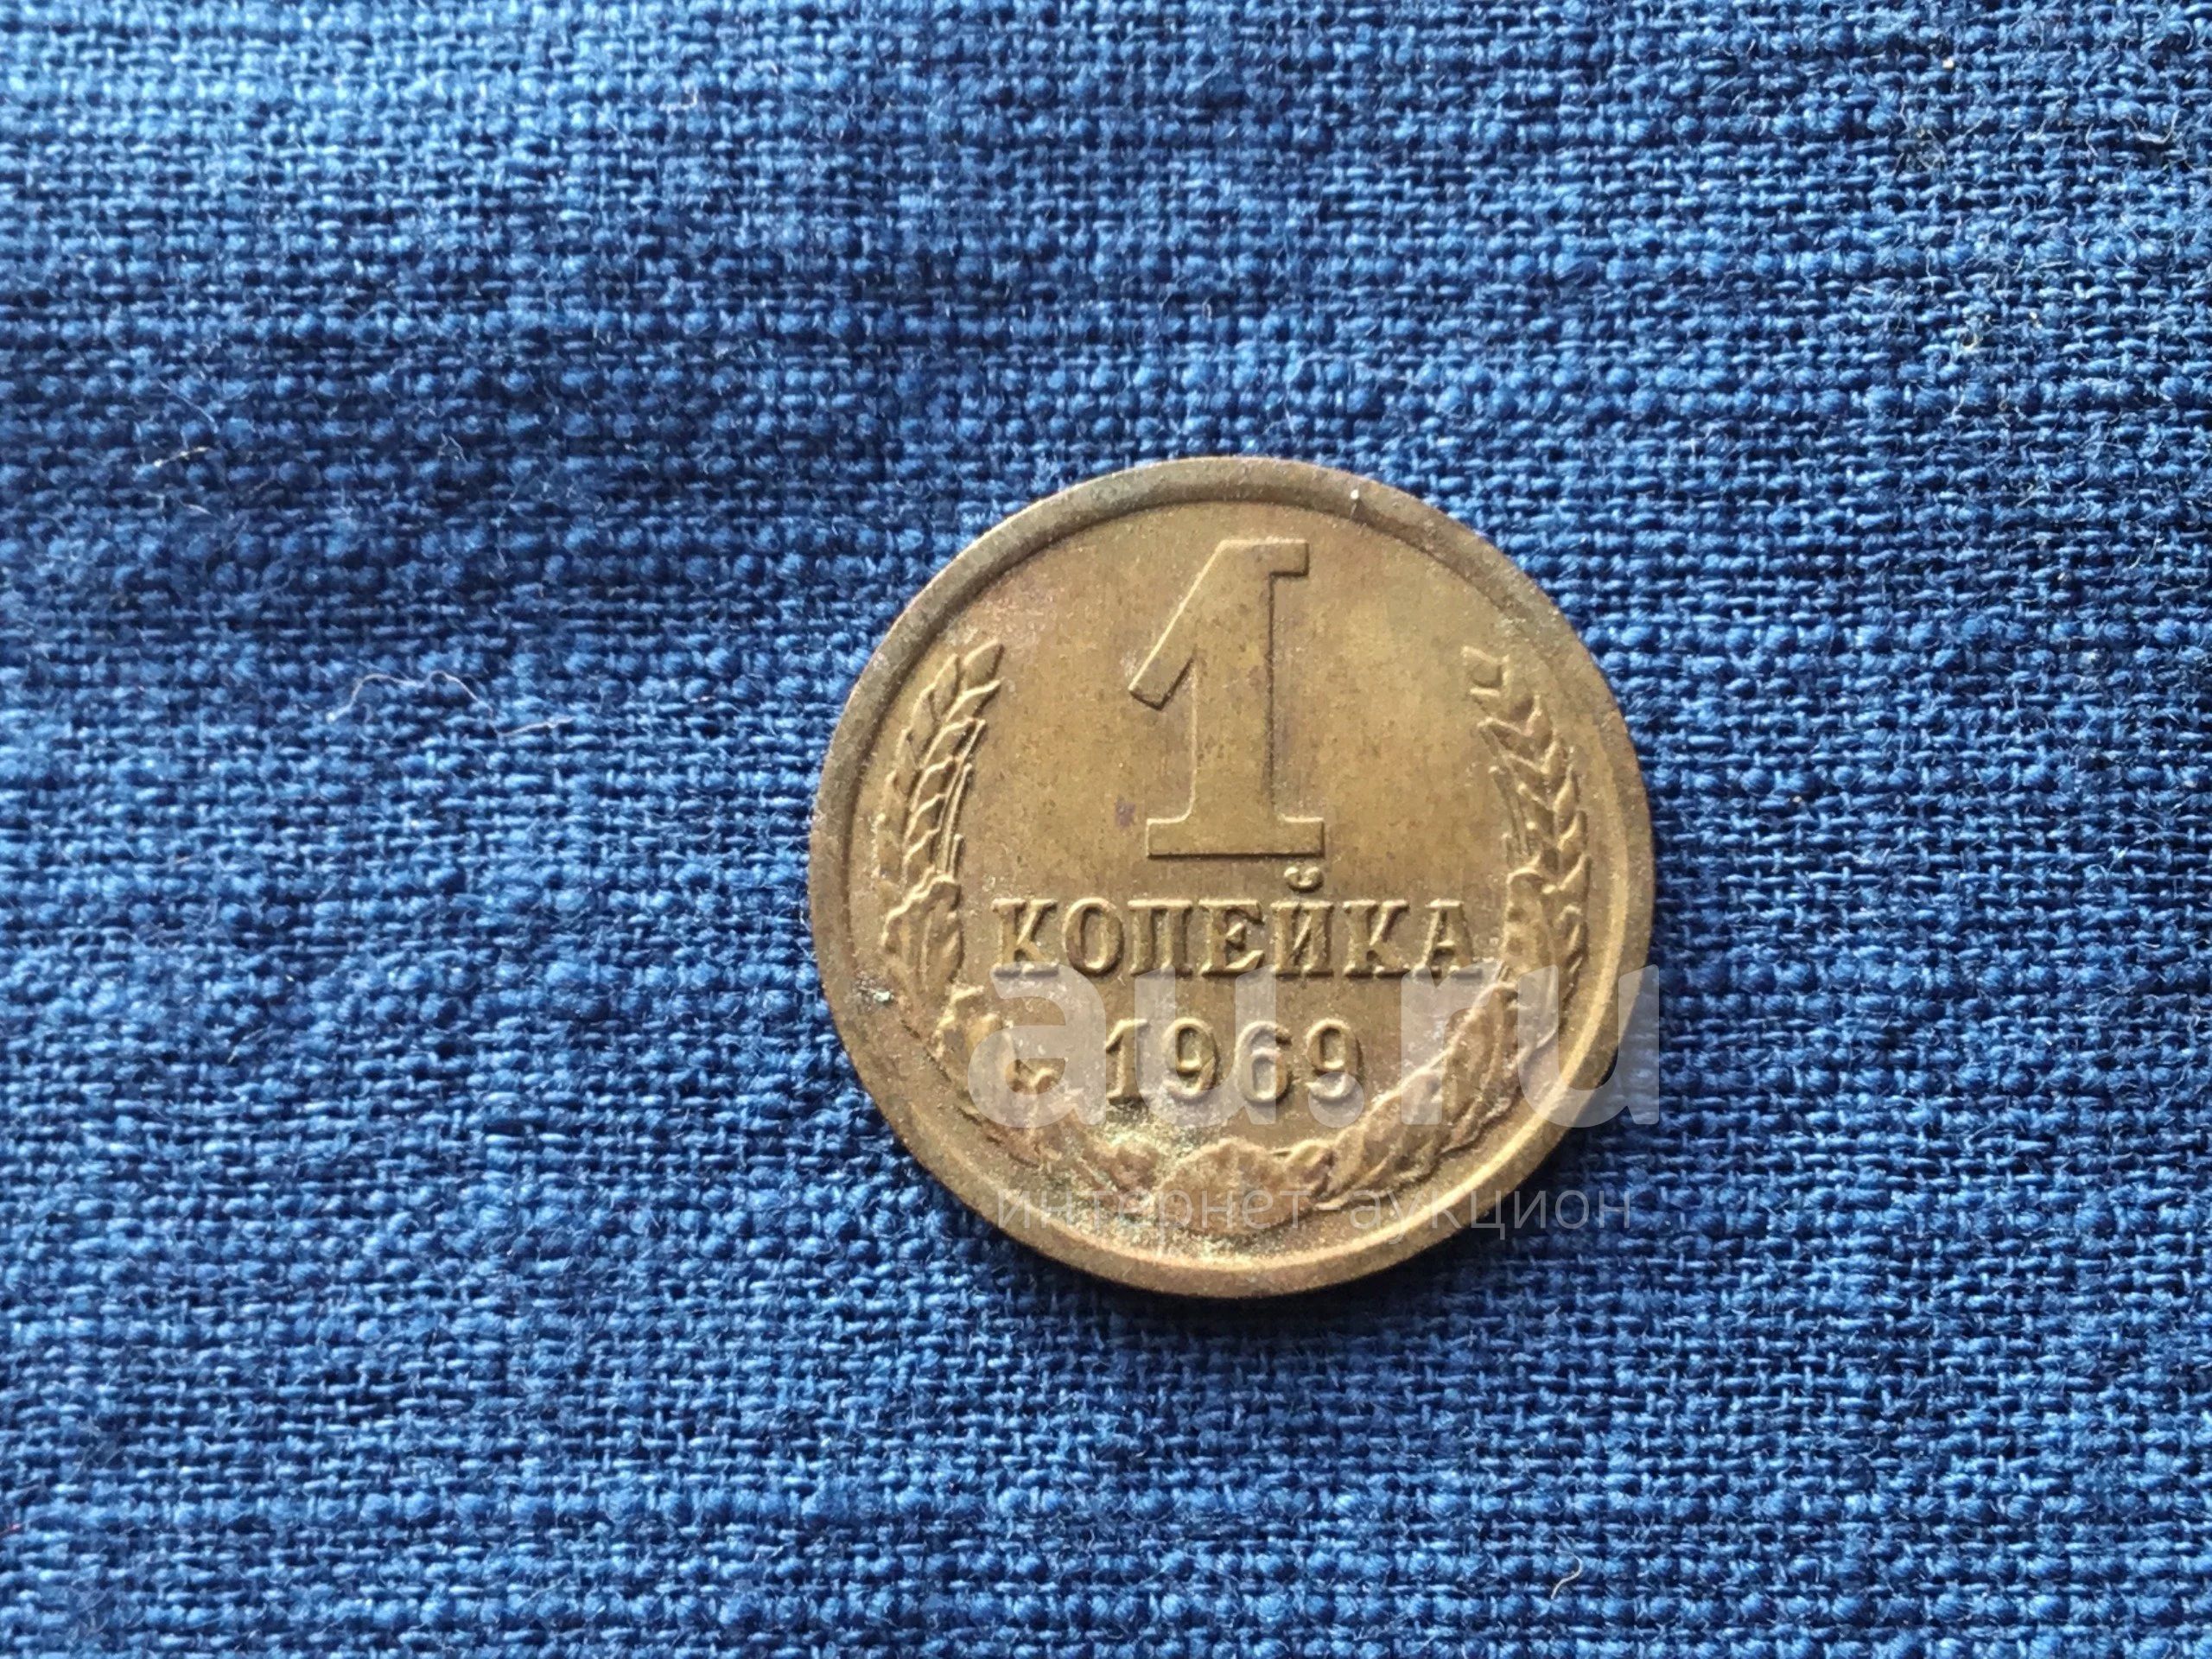 1
КОПЕЙКА
1969
au.ru
интернет аукцион